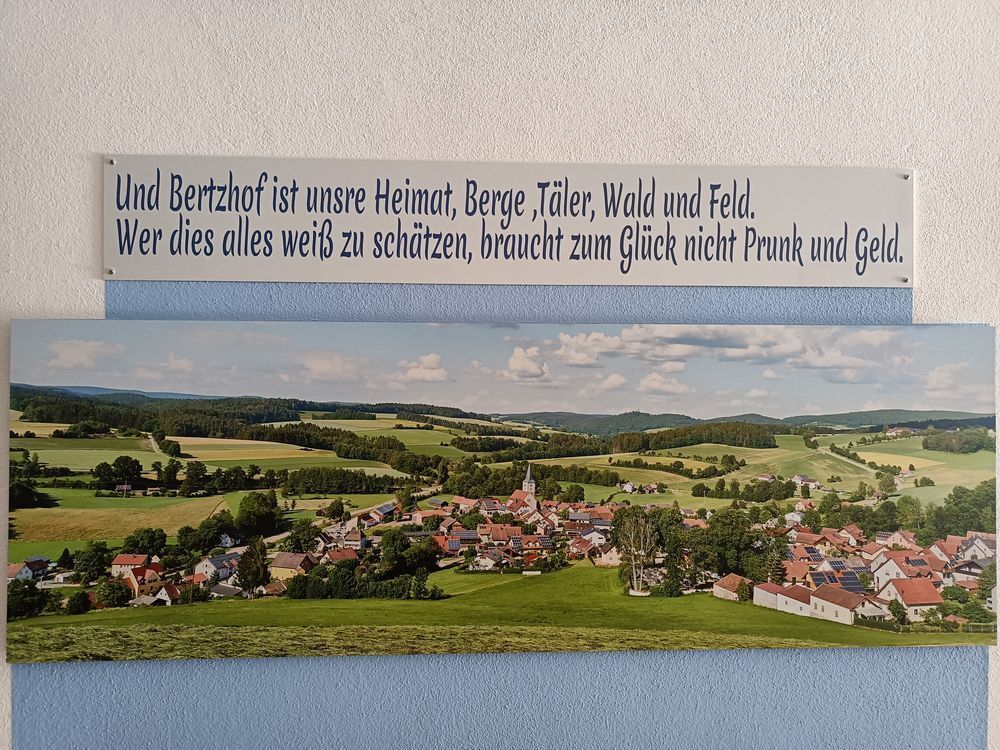 Und Bertzhof ist unsre Heimat, Berge ,Täler, Wald und Feld.
Wer dies alles weiß zu schätzen, braucht zum Glück nicht Prunk und Geld.